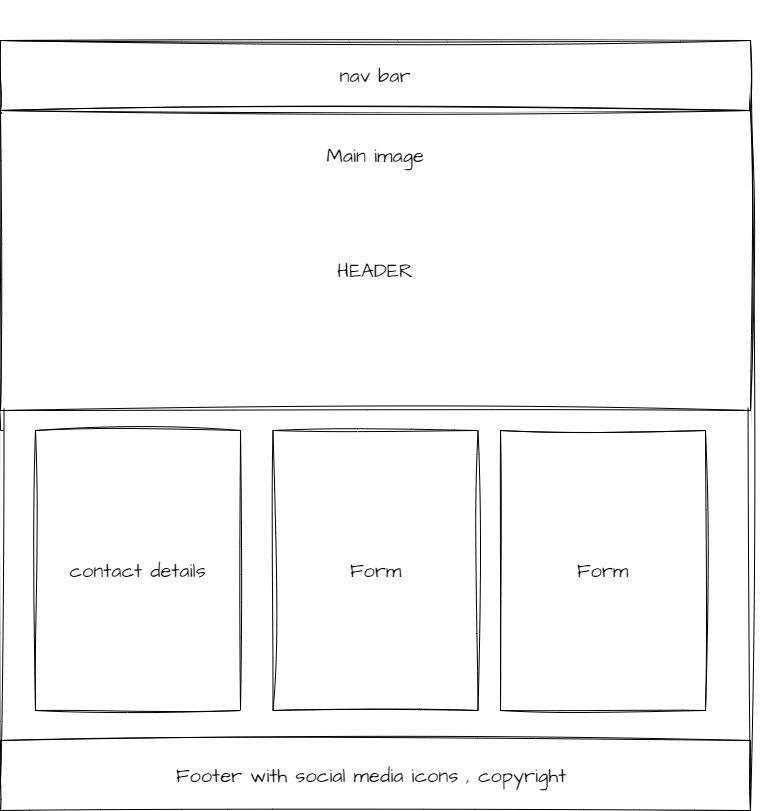 nav bar
Main image
HEADER
contact details
Form
Form
Footer with social media icons , copyright